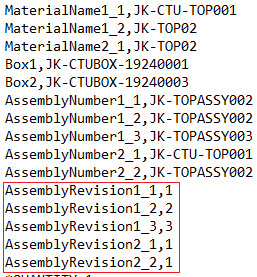 MaterialName1_1,JK-CTU-TOP001
MaterialName1_2,JK-TOP02
MaterialName2_1,JK-TOP02
Box1,JK-CTUBOX-19240001
Box2,JK-CTUBOX-19240003
AssemblyNumber1_1,JK-TOPASSY002
AssemblyNumber1_2,JK-TOPASSY002
AssemblyNumber1_3,JK-TOPASSY003
AssemblyNumber2_1,JK-CTU-TOP001
AssemblyNumber2_2,JK-TOPASSY002
AssemblyRevision1_1,1
AssemblyRevision1_2,2
AssemblyRevision1_3,3
AssemblyRevision2_1,1
AssemblyRevision2_2,1